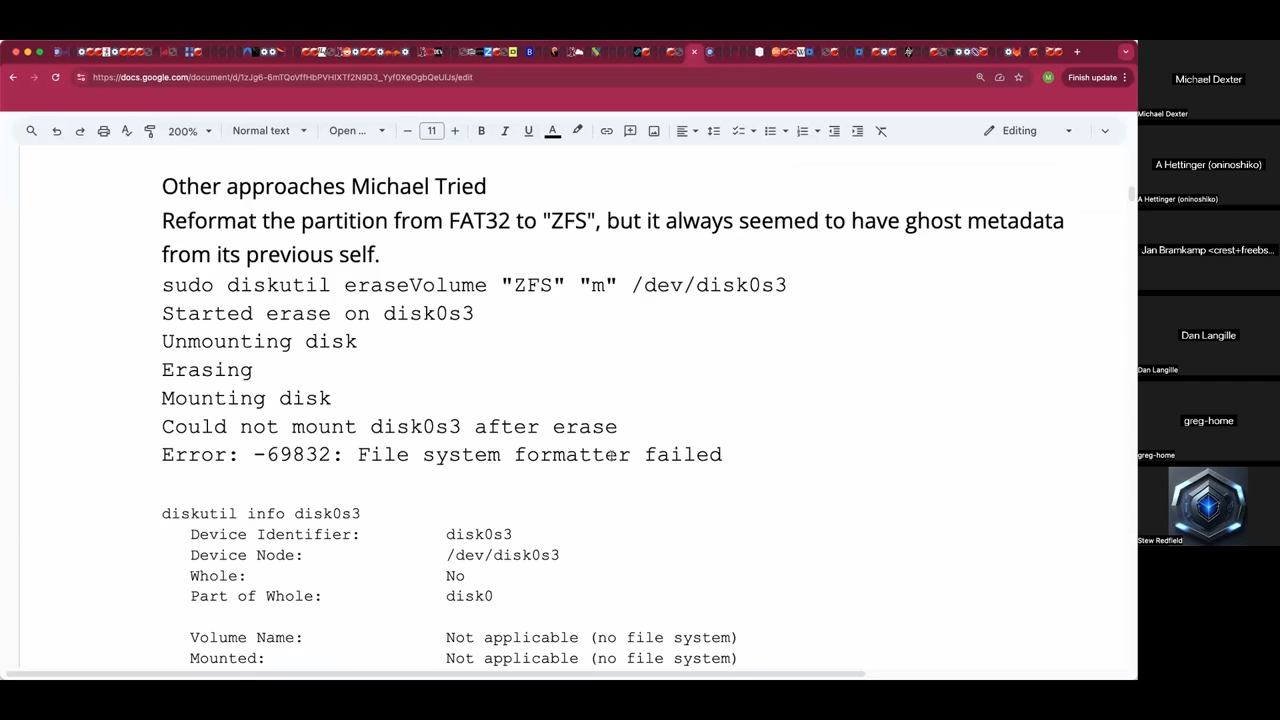 https://docs.google.com/document/d/1zJg6-6mTQoVffHbPVHIXTf2N9D3_Yyf0XeOgbQeUIJs/edit
Finish update
200%
Normal text
Open ...
11
Editing
Other approaches Michael Tried
Reformat the partition from FAT32 to "ZFS", but it always seemed to have ghost metadata
from its previous self.
sudo diskutil eraseVolume "ZFS" "m" /dev/disk0s3
Started erase on disk0s3
Unmounting disk
Erasing
Mounting disk
Could not mount disk0s3 after erase
Error: -69832: File system formatter failed
diskutil info disk0s3
Device Identifier: disk0s3
Device Node: /dev/disk0s3
Whole: No
Part of Whole: disk0
Volume Name: Not applicable (no file system)
Mounted: Not applicable (no file system)
Michael Dexter
Michael Dexter
A Hettinger (oninoshiko)
A Hettinger (oninoshiko)
Jan Bramkamp <crest+freebs...
Dan Langille
Dan Langille
greg-home
greg-home
Stew Redfield